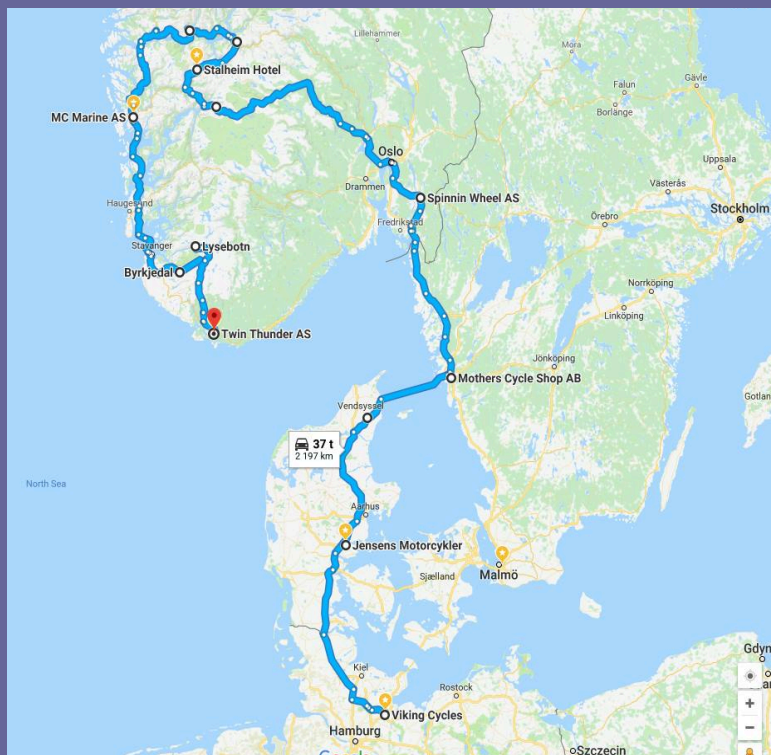 Lillehammer
Mora
Stalheim Hotel
Falun
Gävle
Borlänge
MC Marine AS
Oslo
Uppsala
Drammen
Västerås
Spinnin Wheel AS
Haugesund
Fredrikstad
Örebro
Stockholm
Stavanger
Lysebotn
Byrkjedal
Norrköping
Linköping
Twin Thunder AS
Jönköping
Mothers Cycle Shop AB
Gotlan
Vendsyssel
37 t
2 197 km
North Sea
Aarhus
Jensens Motorcykler
Sjælland
Malmö
Gdyn
Kiel
Rostock
Viking Cycles
Hamburg
Szczecin